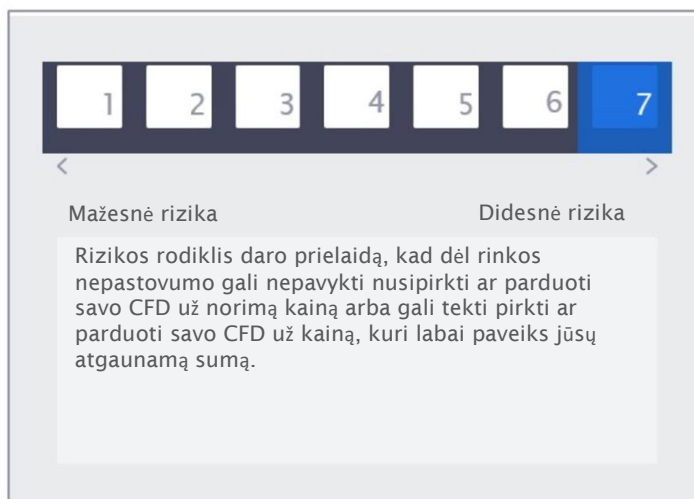 1 2 3 4 5 6 7
< >
Mažesnė rizika Didesnė rizika
Rizikos rodiklis daro prielaidą, kad dėl rinkos
nepastovumo gali nepavykti nusipirkti ar parduoti
savo CFD už norimą kainą arba gali tekti pirkti ar
parduoti savo CFD už kainą, kuri labai paveiks jūsų
atgaunamą sumą.